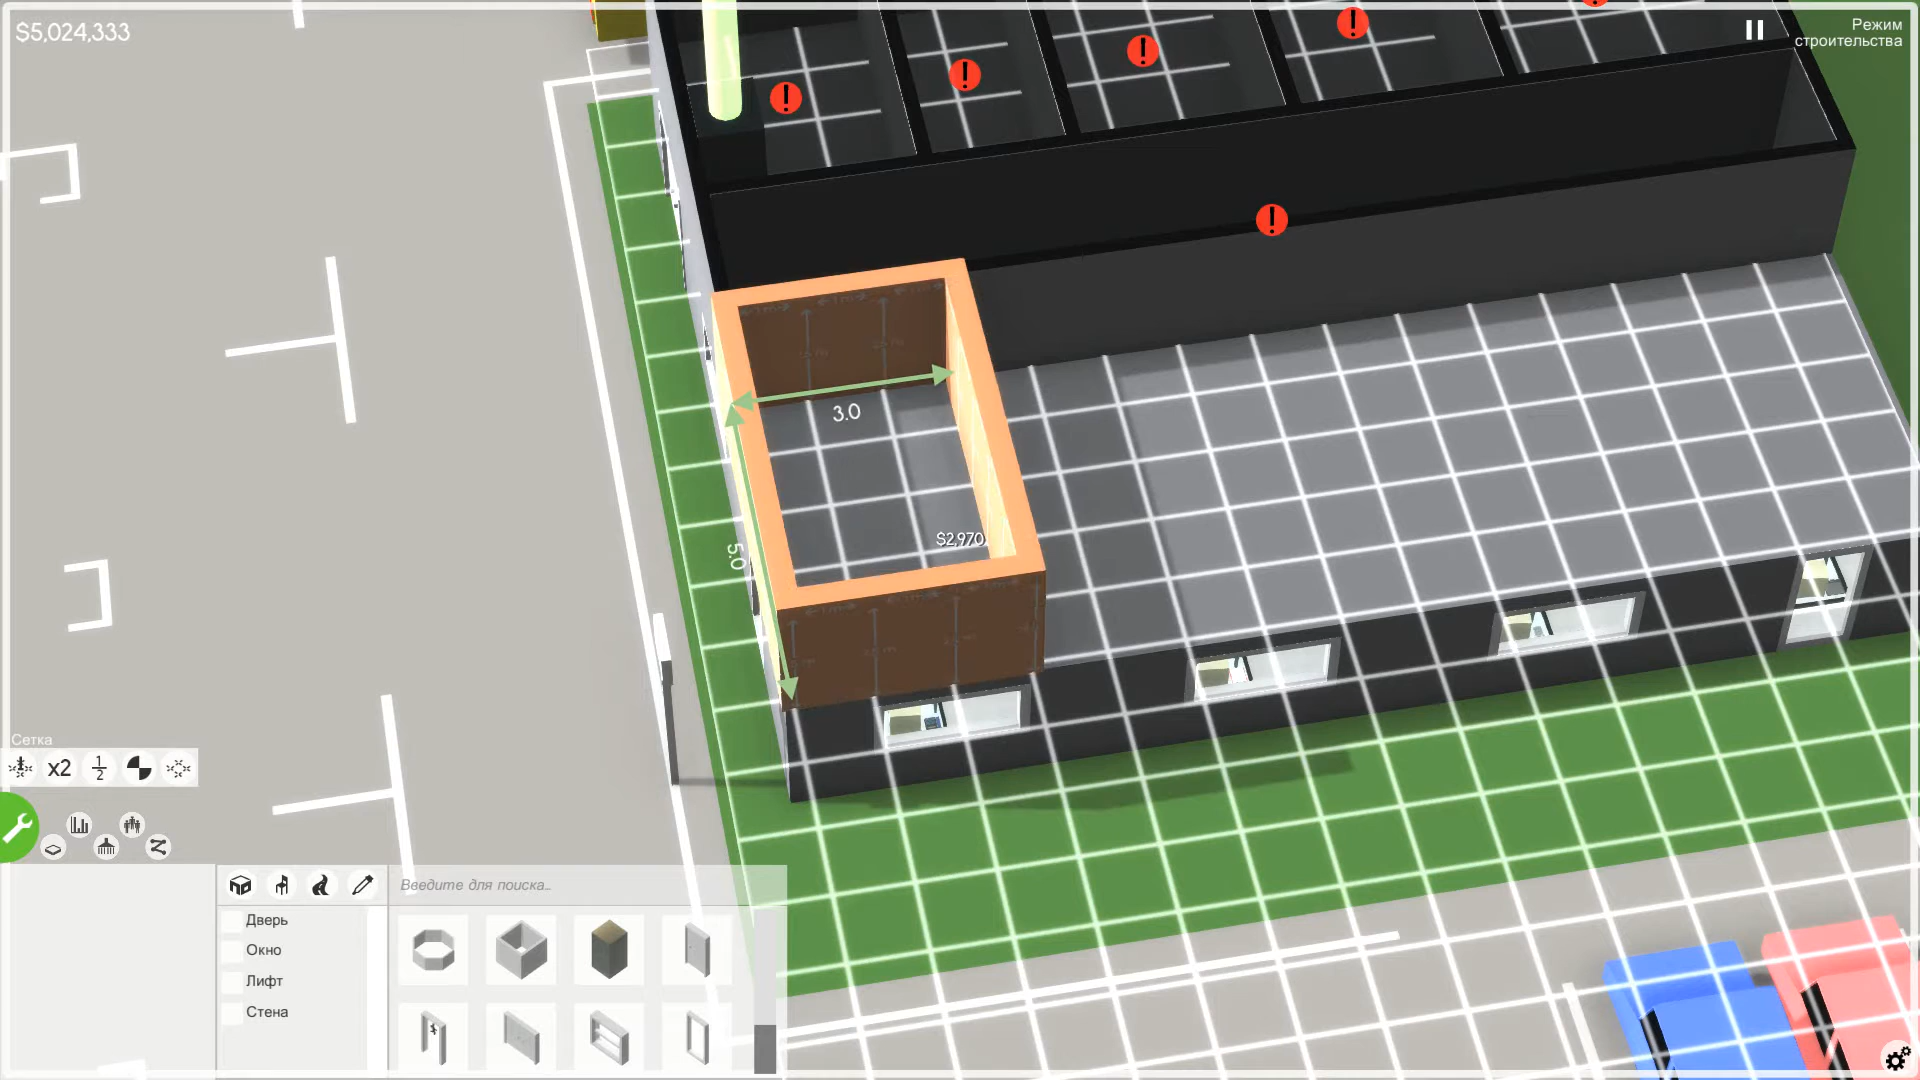 $5,024,333
Режим
строительства
3.0
$2,970
5.0
Сетка
x2
1
2
Введите для поиска...
Дверь
Окно
Лифт
Стена